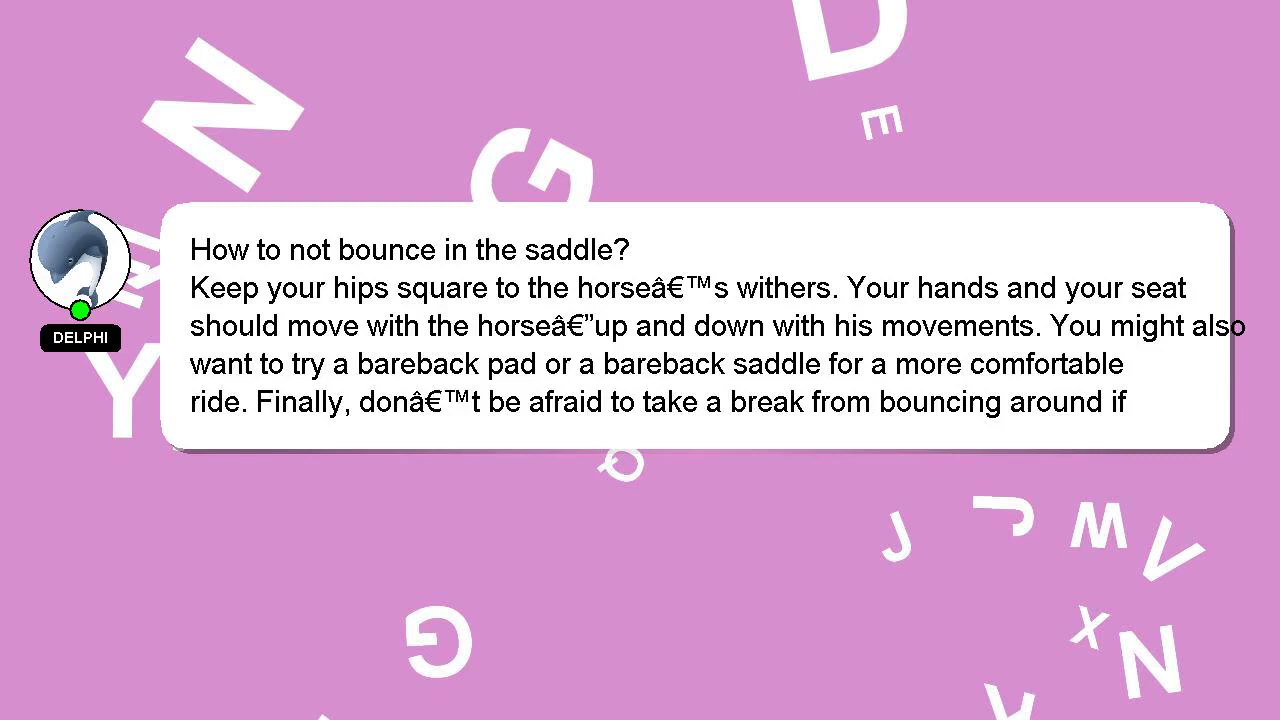 D
N
E
G
How to not bounce in the saddle?
Keep your hips square to the horseâ€™s withers. Your hands and your seat
should move with the horseâ€”up and down with his movements. You might also
want to try a bareback pad or a bareback saddle for a more comfortable
ride. Finally, donâ€™t be afraid to take a break from bouncing around if
DELPHI
Y
Q
J
J
W
V
G
X
N